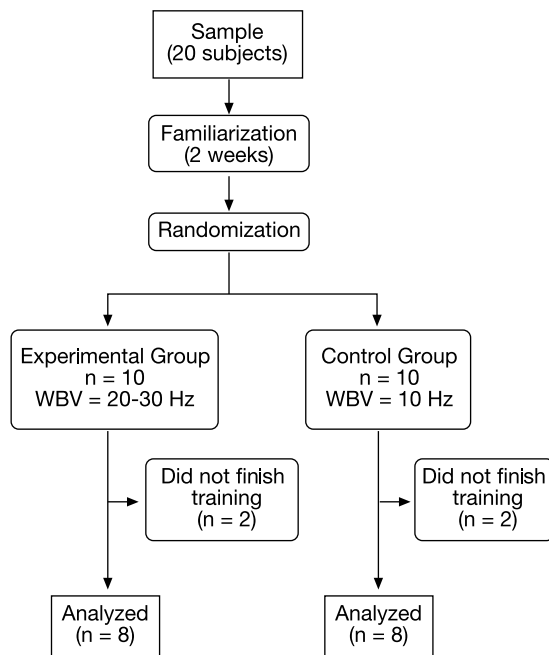 Sample
(20 subjects)
Familiarization
(2 weeks)
Randomization
Experimental Group
n = 10
WBV = 20-30 Hz
Control Group
n = 10
WBV = 10 Hz
Did not finish
training
(n = 2)
Did not finish
training
(n = 2)
Analyzed
(n = 8)
Analyzed
(n = 8)